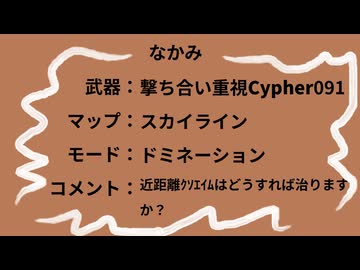 なかみ
武器：撃ち合い重視Cypher091
マップ：スカイライン
モード：ドミネーション
コメント：近距離ｸｿｴｲﾑはどうすれば治ります
か？